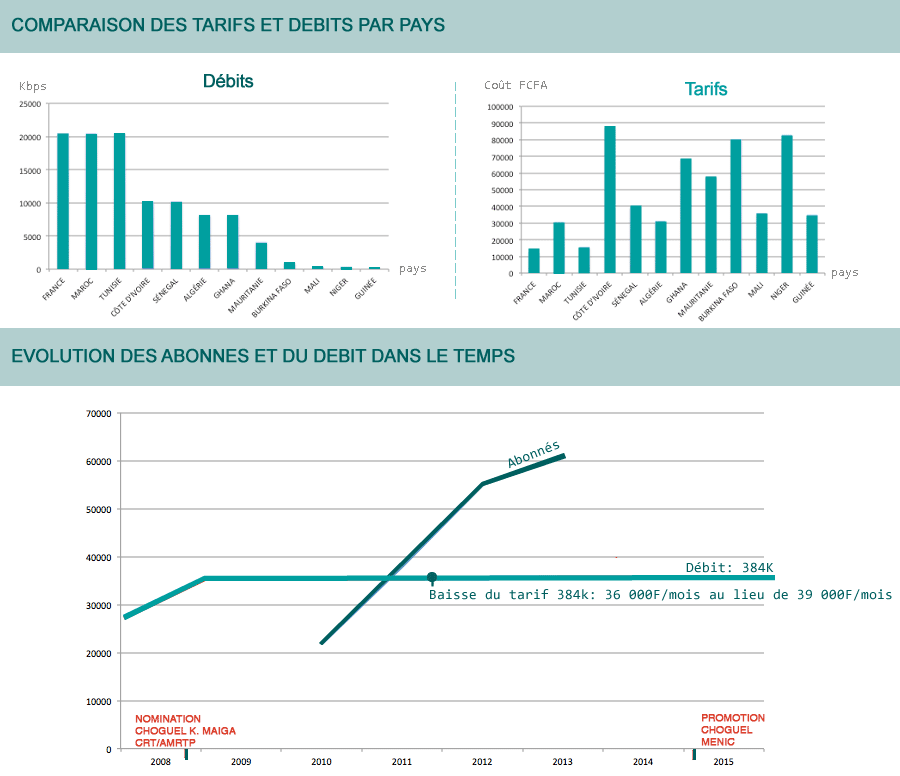 COMPARAISON DES TARIFS ET DEBITS PAR PAYS
Kbps
Débits
25000
20000
15000
10000
5000
0
FRANCE
MAROC
TUNISIE
CÔTE D'IVOIRE
SÉNÉGAL
ALGÉRIE
GHANA
MAURITANIE
BURKINA FASO
MALI
NIGER
GUINÉE
pays
Coût FCFA
Tarifs
100000
90000
80000
70000
60000
50000
40000
30000
20000
10000
0
FRANCE
MAROC
TUNISIE
CÔTE D'IVOIRE
SÉNÉGAL
ALGÉRIE
GHANA
MAURITANIE
BURKINA FASO
MALI
NIGER
GUINÉE
pays
EVOLUTION DES ABONNES ET DU DEBIT DANS LE TEMPS
70000
60000
50000
40000
30000
20000
10000
0
Abonnés
Débit: 384K
Baisse du tarif 384k: 36 000F/mois au lieu de 39 000F/mois
NOMINATION
CHOGUEL K. MAIGA
CRT/AMRTP
PROMOTION
CHOGUEL
MENIC
2008 2009 2010 2011 2012 2013 2014 2015